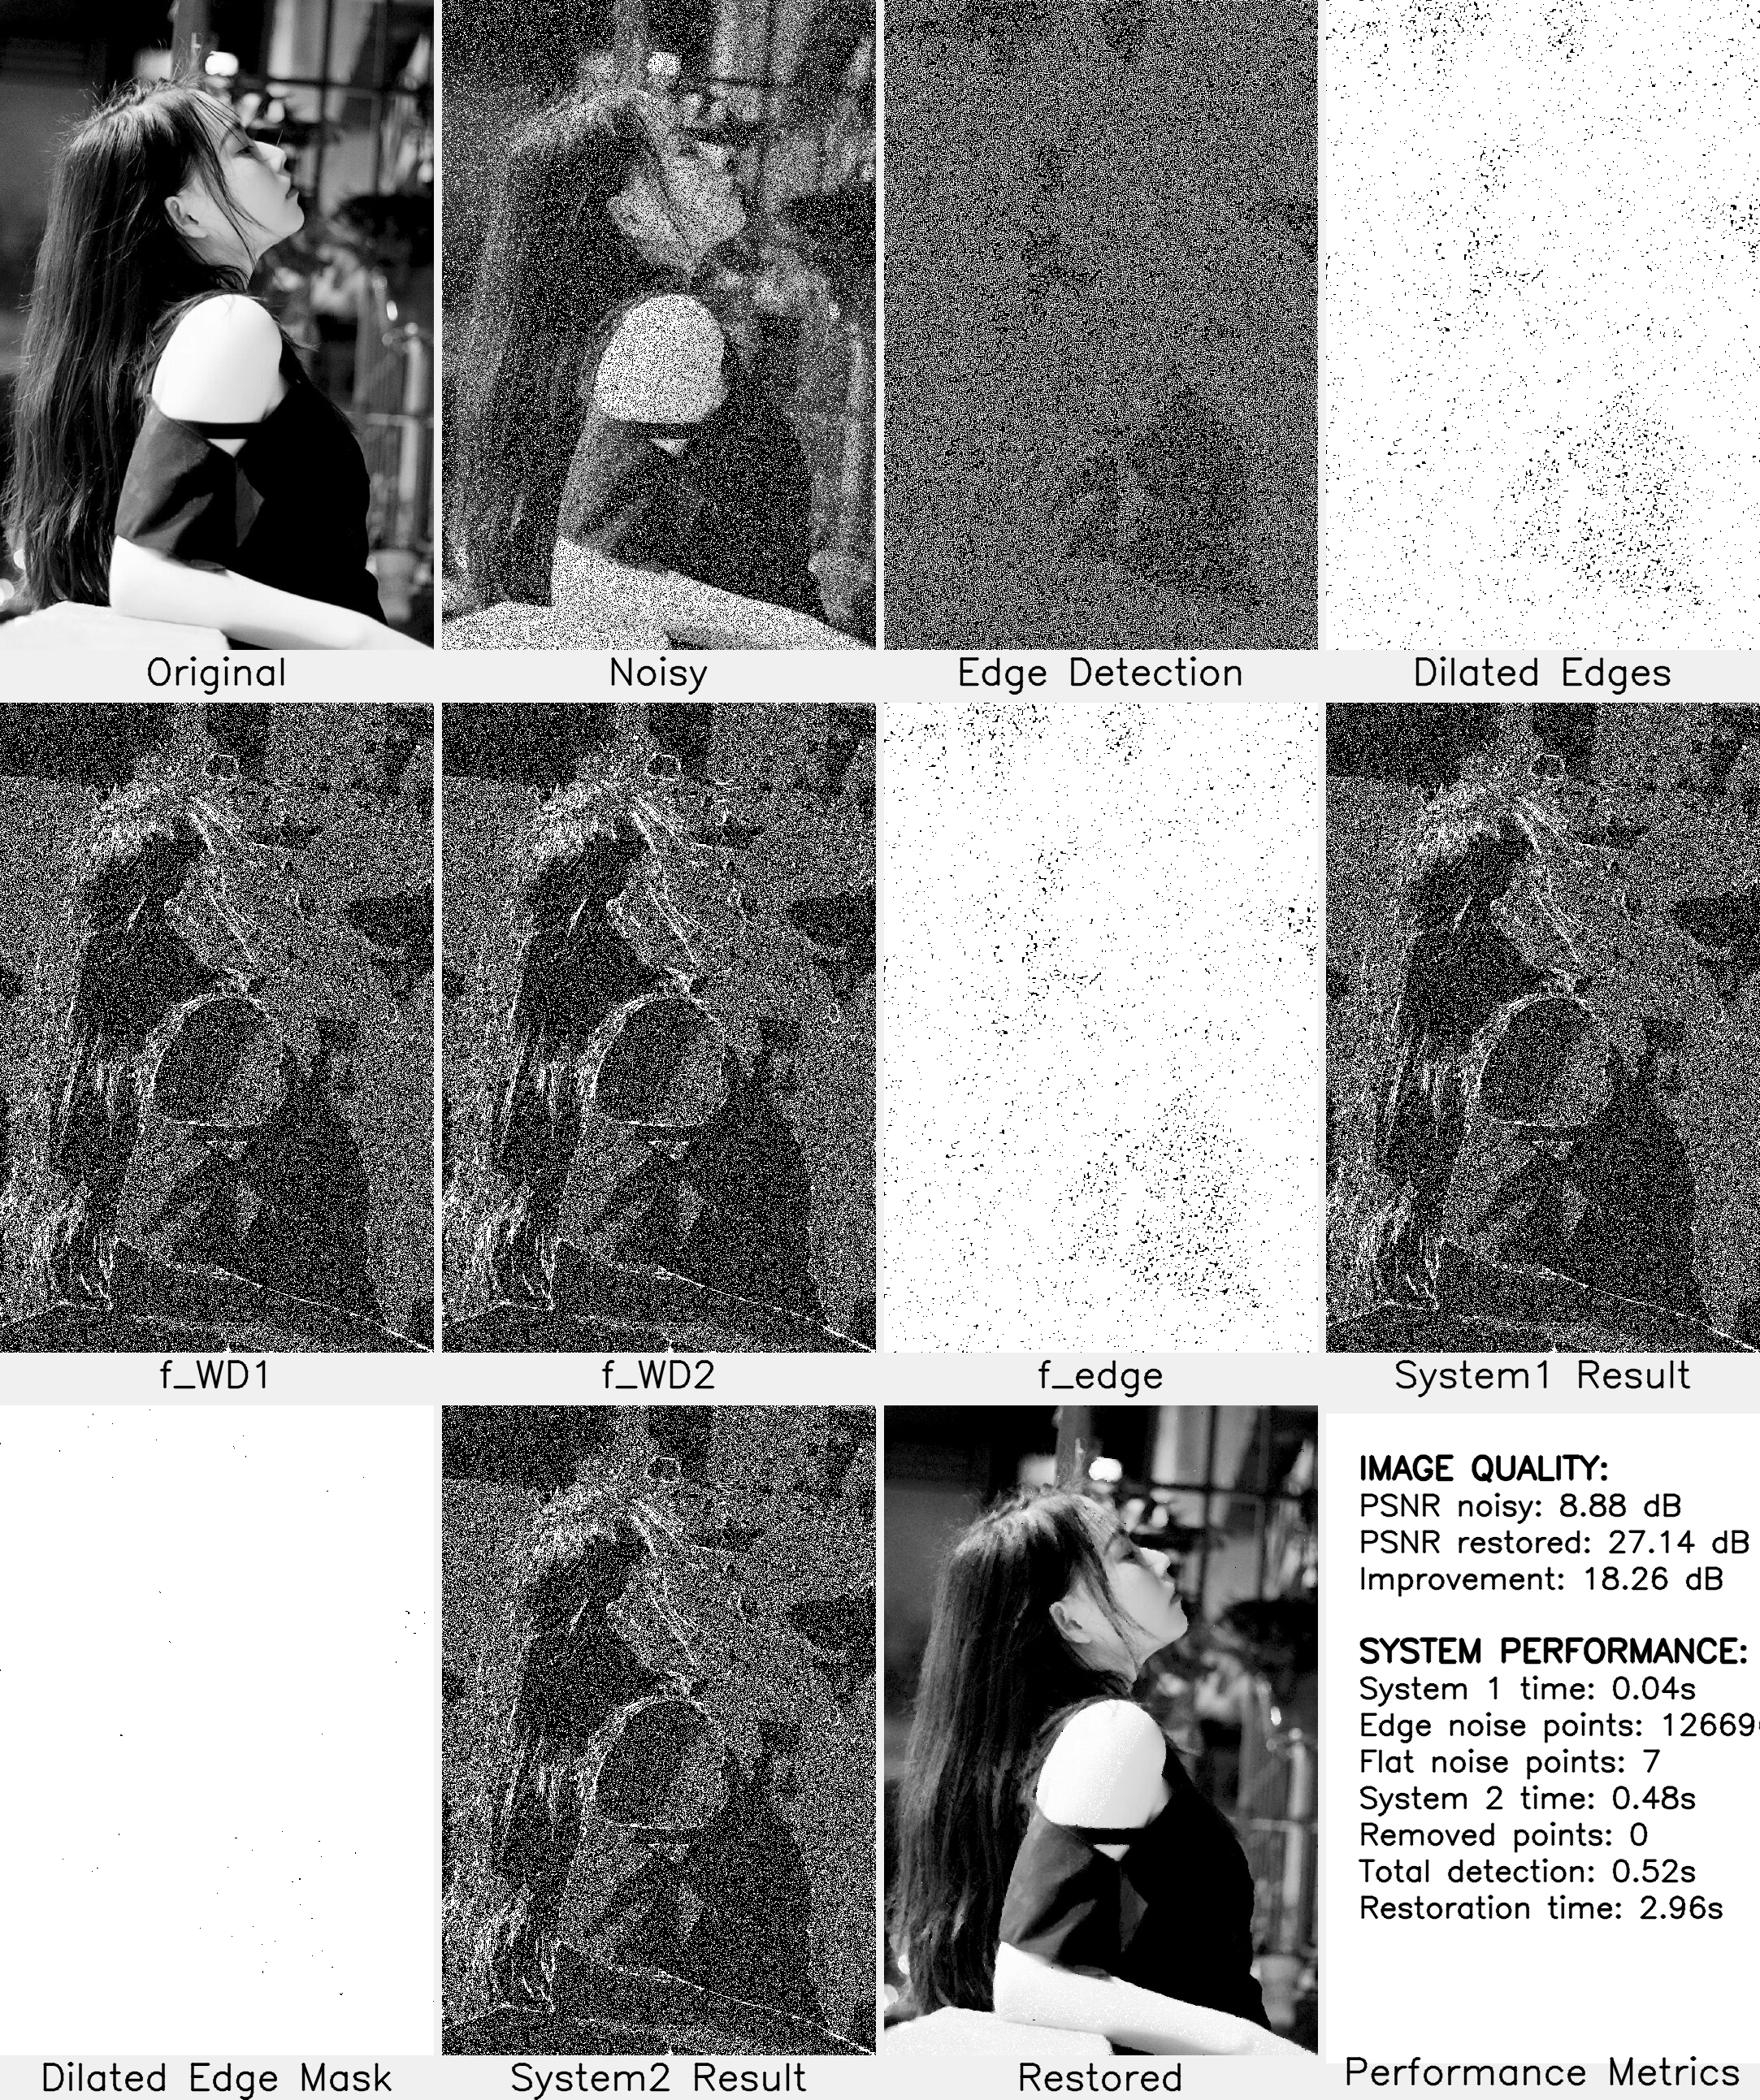 Original
Noisy
Edge Detection
Dilated Edges
f_WD1
f_WD2
f_edge
System1 Result
IMAGE QUALITY:
PSNR noisy: 8.88 dB
PSNR restored: 27.14 dB
Improvement: 18.26 dB
SYSTEM PERFORMANCE:
System 1 time: 0.04s
Edge noise points: 12669
Flat noise points: 7
System 2 time: 0.48s
Removed points: 0
Total detection: 0.52s
Restoration time: 2.96s
Dilated Edge Mask
System2 Result
Restored
Performance Metrics